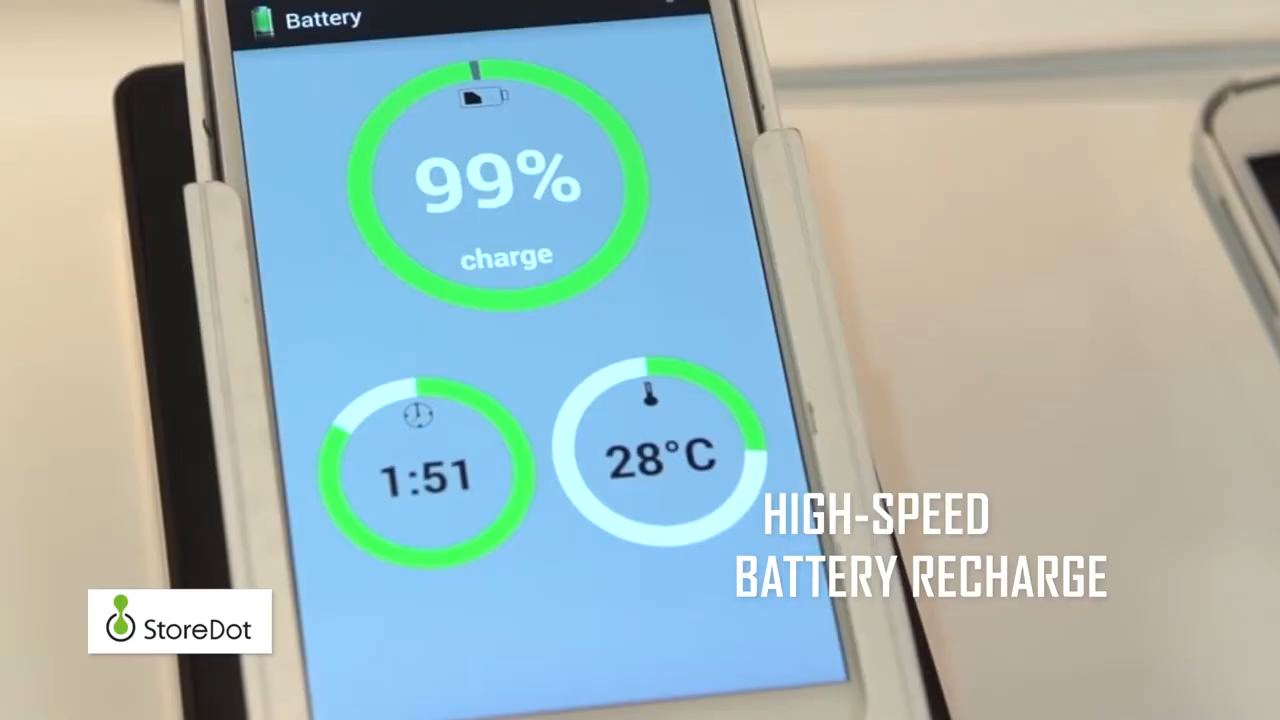 Battery
99%
charge
1:51
28°C
HIGH-SPEED
BATTERY RECHARGE
StoreDot